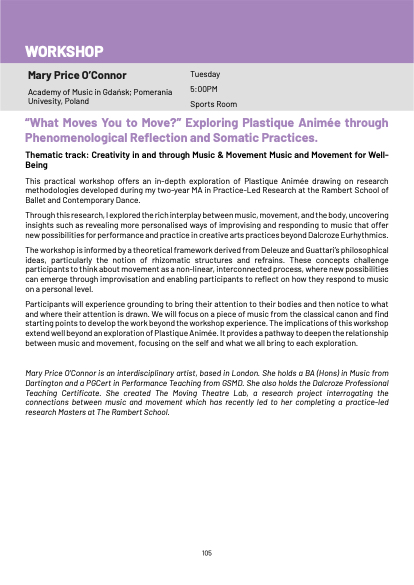 WORKSHOP
Mary Price O'Connor
Academy of Music in Gdańsk; Pomerania
Univesity, Poland
Tuesday
5:00PM
Sports Room
"What Moves You to Move?" Exploring Plastique Animée through
Phenomenological Reflection and Somatic Practices.
Thematic track: Creativity in and through Music & Movement Music and Movement for Well-
Being
This practical workshop offers an in-depth exploration of Plastique Animée drawing on research
methodologies developed during my two-year MA in Practice-Led Research at the Rambert School of
Ballet and Contemporary Dance.
Through this research, I explored the rich interplay between music, movement, and the body, uncovering
insights such as revealing more personalised ways of improvising and responding to music that offer
new possibilities for performance and practice in creative arts practices beyond Dalcroze Eurhythmics.
The workshop is informed by a theoretical framework derived from Deleuze and Guattari's philosophical
ideas, particularly the notion of rhizomatic structures and refrains. These concepts challenge
participants to think about movement as a non-linear, interconnected process, where new possibilities
can emerge through improvisation and enabling participants to reflect on how they respond to music
on a personal level.
Participants will experience grounding to bring their attention to their bodies and then notice to what
and where their attention is drawn. We will focus on a piece of music from the classical canon and find
starting points to develop the work beyond the workshop experience. The implications of this workshop
extend well beyond an exploration of Plastique Animée. It provides a pathway to deepen the relationship
between music and movement, focusing on the self and what we all bring to each exploration.
Mary Price O'Connor is an interdisciplinary artist, based in London. She holds a BA (Hons) in Music from
Dartington and a PGCert in Performance Teaching from GSMD. She also holds the Dalcroze Professional
Teaching Certificate. She created The Moving Theatre Lab, a research project interrogating the
connections between music and movement which has recently led to her completing a practice-led
research Masters at The Rambert School.
105